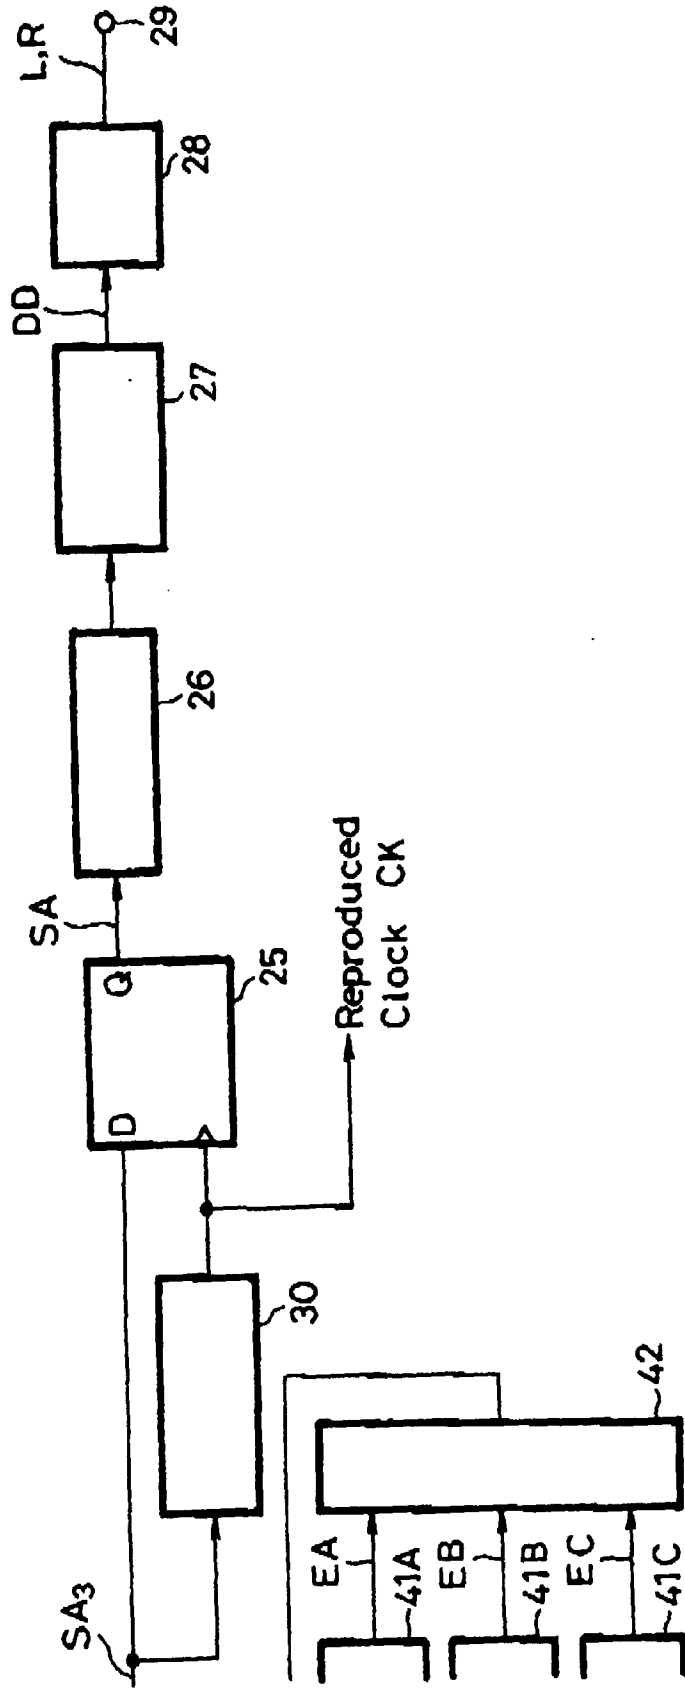 SA3
30
D
Q
25
Reproduced
Clock CK
SA
26
27
DD
28
L,R
29
EA
41A
EB
41B
EC
41C
42